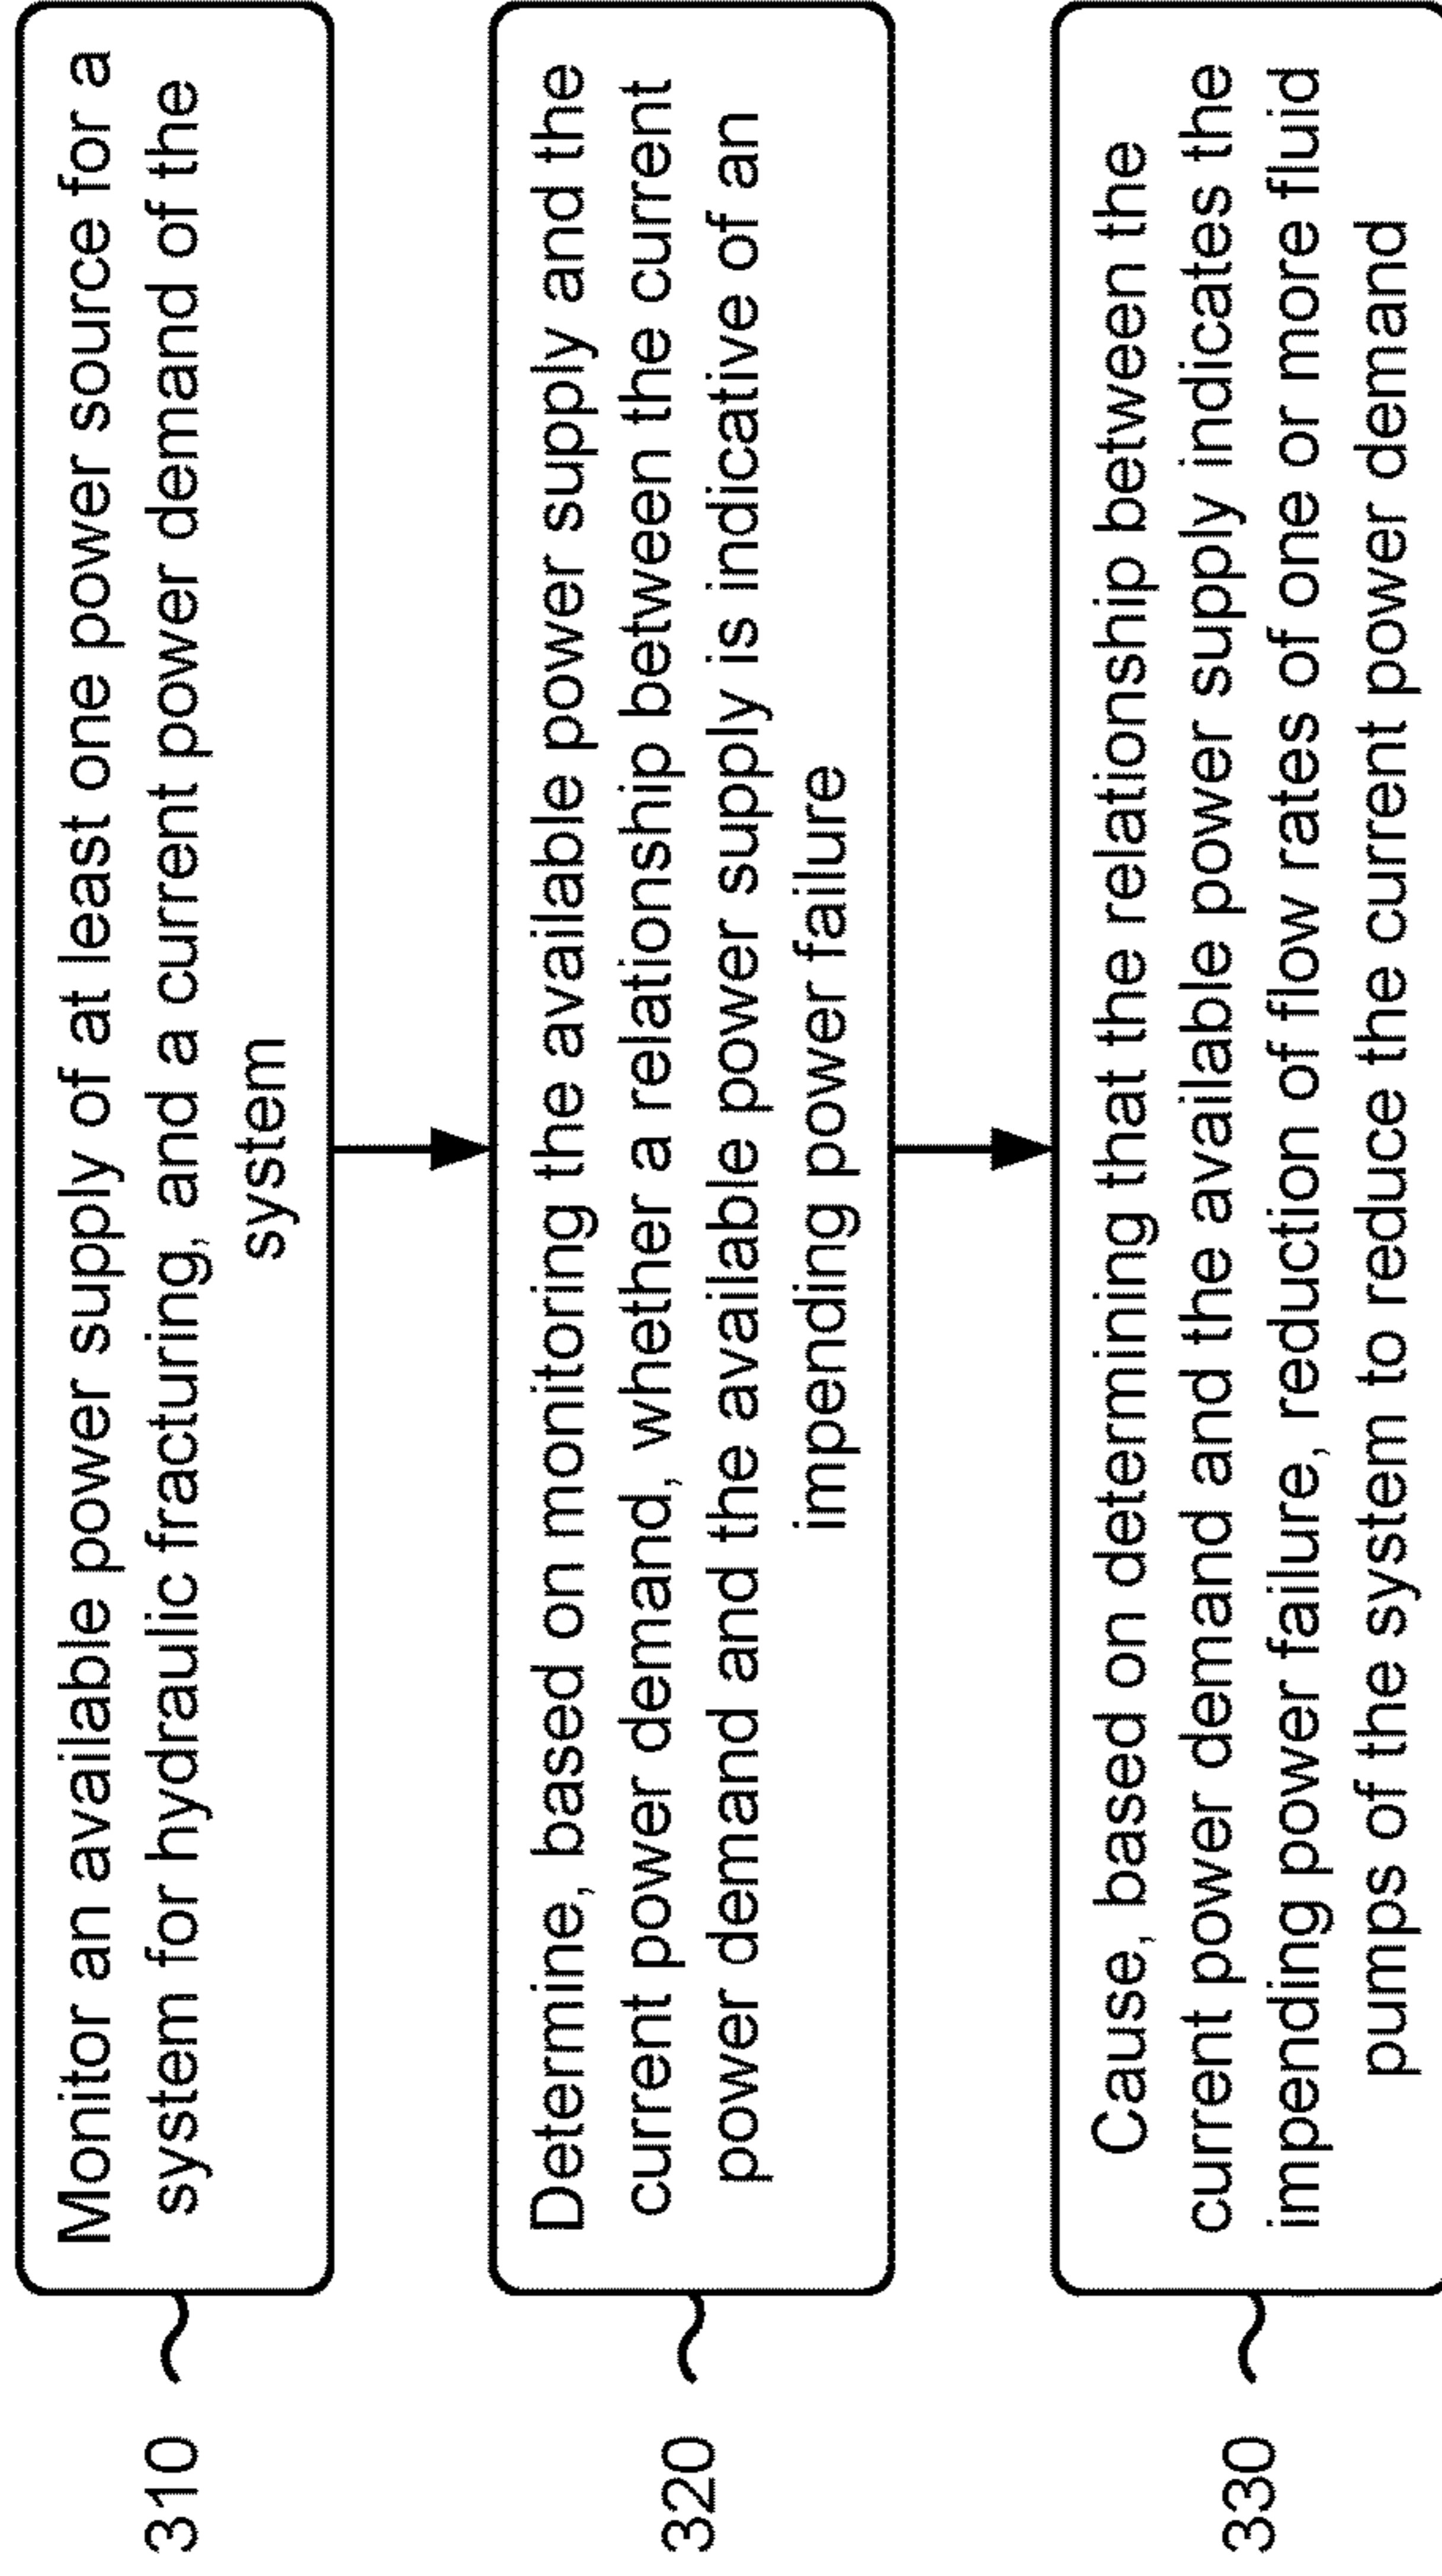 310
Monitor an available power supply of at least one power source for a
system for hydraulic fracturing, and a current power demand of the
system
320
Determine, based on monitoring the available power supply and the
current power demand, whether a relationship between the current
power demand and the available power supply is indicative of an
impending power failure
330
Cause, based on determining that the relationship between the
current power demand and the available power supply indicates the
impending power failure, reduction of flow rates of one or more fluid
pumps of the system to reduce the current power demand